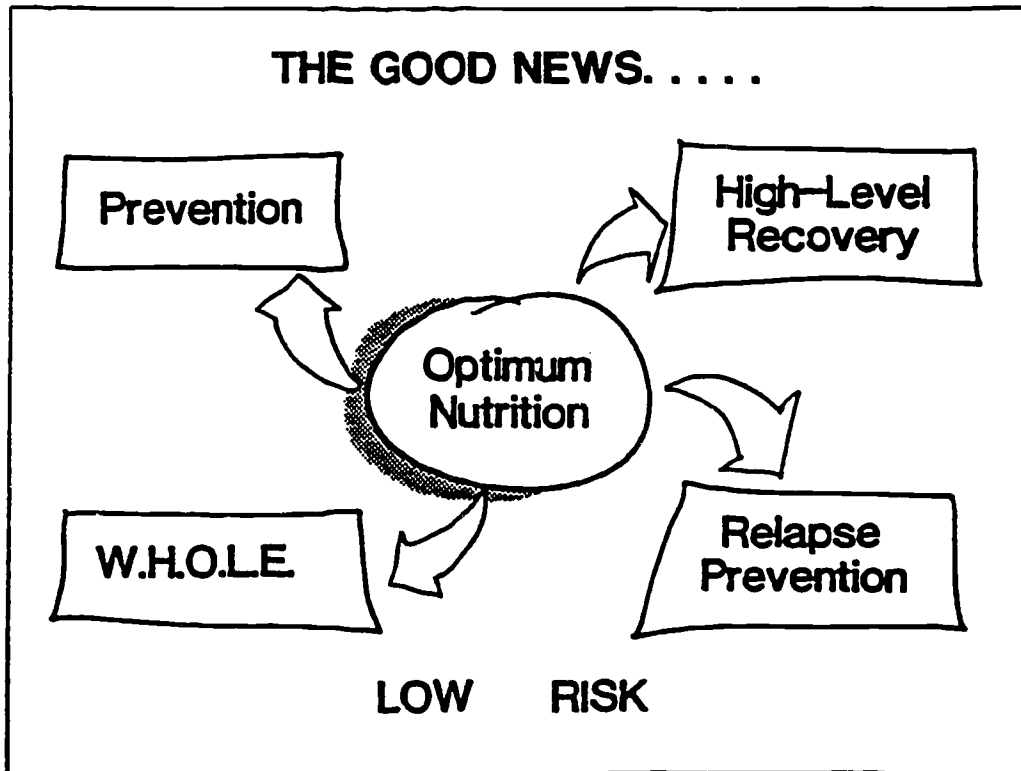 THE GOOD NEWS.....
Prevention
High-Level
Recovery
Optimum
Nutrition
W.H.O.L.E.
Relapse
Prevention
LOW RISK